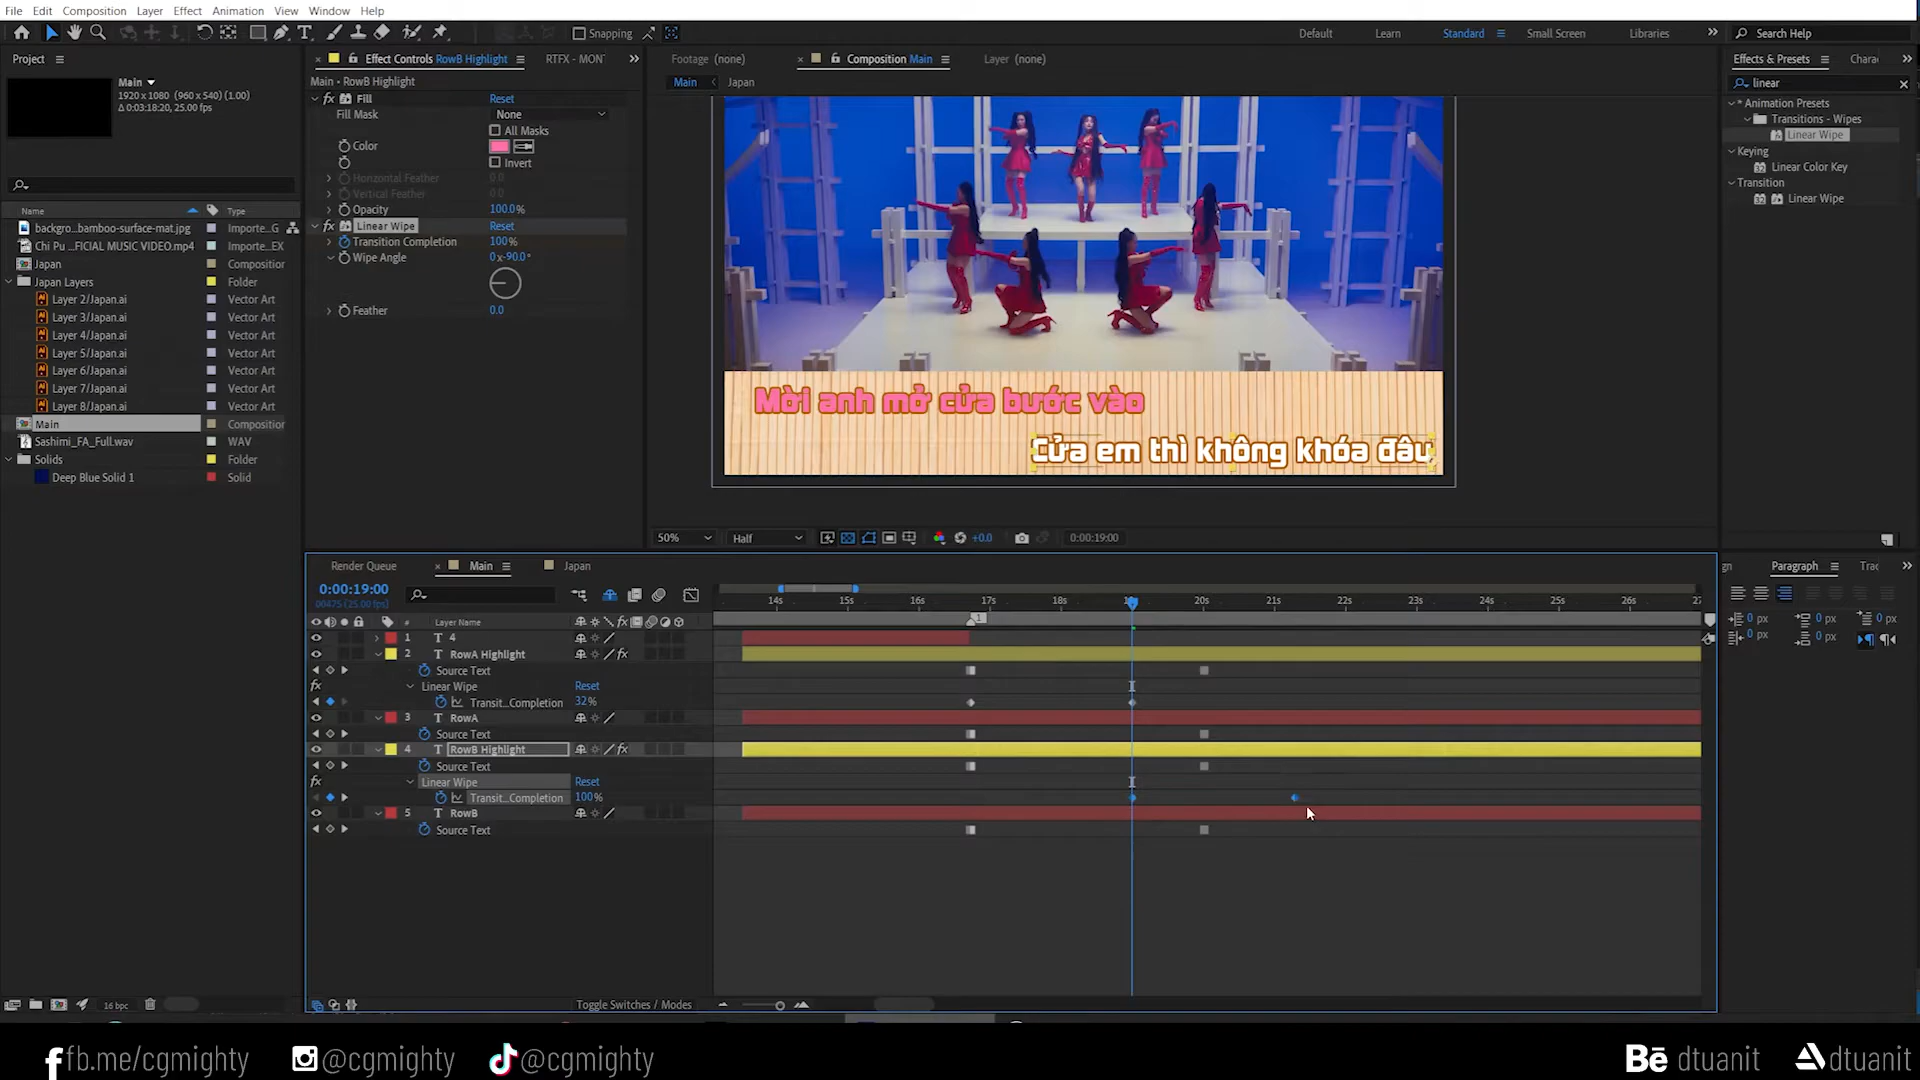 File Edit Composition Layer Effect Animation View Window Help
Snapping
Default Learn Standard Small Screen Libraries Search Help
Project
Main
1920 x 1080 (960 x 540) (1.00)
Δ 0:03:18:20, 25.00 fps)
Name Type
backgro...bamboo-surface-mat.jpg Importe...G
Chi Pu ...FICIAL MUSIC VIDEO.mp4 Importe...EX
Japan Composition
Japan Layers Folder
Layer 2/Japan.ai Vector Art
Layer 3/Japan.ai Vector Art
Layer 4/Japan.ai Vector Art
Layer 5/Japan.ai Vector Art
Layer 6/Japan.ai Vector Art
Layer 7/Japan.ai Vector Art
Layer 8/Japan.ai Vector Art
Main Composition
Sashimi_FA_Full.wav WAV
Solids Folder
Deep Blue Solid 1 Solid
16 bpc
Effect Controls RowB Highlight RTFX - MON
Main • RowB Highlight
fx Fill Reset
Fill Mask None
All Masks
Color
Invert
Horizontal Feather 0.0
Vertical Feather 0.0
Opacity 100.0%
fx Linear Wipe Reset
Transition Completion 100%
Wipe Angle 0x-90.0°
Feather 0.0
Footage (none) Composition Main Layer (none)
Main Japan
Mời anh mở cửa bước vào
Cửa em thì không khóa đâu
50% Half +0.0 0:00:19:00
Effects & Presets Chara
linear
* Animation Presets
Transitions - Wipes
Linear Wipe
Keying
Linear Color Key
Transition
Linear Wipe
gn Paragraph Trac
0 px 0 px 0 px
0 px 0 px
Render Queue Main Japan
0:00:19:00
00475 (25.00 fps)
14s 15s 16s 17s 18s 20s 21s 22s 23s 24s 25s 26s 27
1
# Layer Name fx
1 T 4
2 T RowA Highlight fx
Source Text
fx Linear Wipe Reset
Transit...Completion 32%
3 T RowA
Source Text
4 T RowB Highlight fx
Source Text
fx Linear Wipe Reset
Transit...Completion 100%
5 T RowB
Source Text
Toggle Switches / Modes
fb.me/cgmighty @cgmighty @cgmighty Bē dtuanit dtuanit